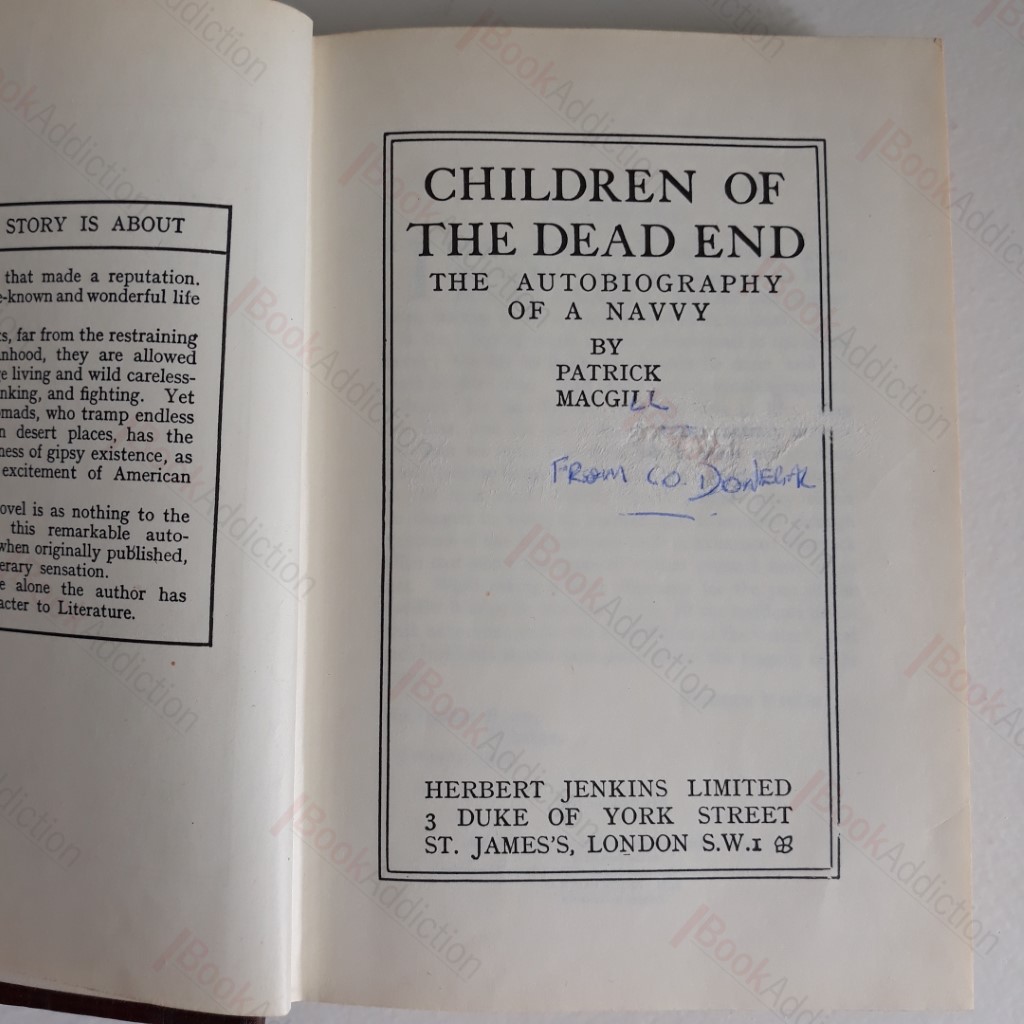 STORY IS ABOUT
that made a reputation.
e-known and wonderful life
s, far from the restraining
nhood, they are allowed
e living and wild careless-
nking, and fighting. Yet
omads, who tramp endless
n desert places, has the
ness of gipsy existence, as
excitement of American
ovel is as nothing to the
this remarkable auto-
when originally published,
erary sensation.
e alone the author has
acter to Literature.
CHILDREN OF
THE DEAD END
THE AUTOBIOGRAPHY
OF A NAVVY
BY
PATRICK
MACGILL
FROM CO. DONEGAL
HERBERT JENKINS LIMITED
3 DUKE OF YORK STREET
ST. JAMES'S, LONDON S.W.1
BookAddiction